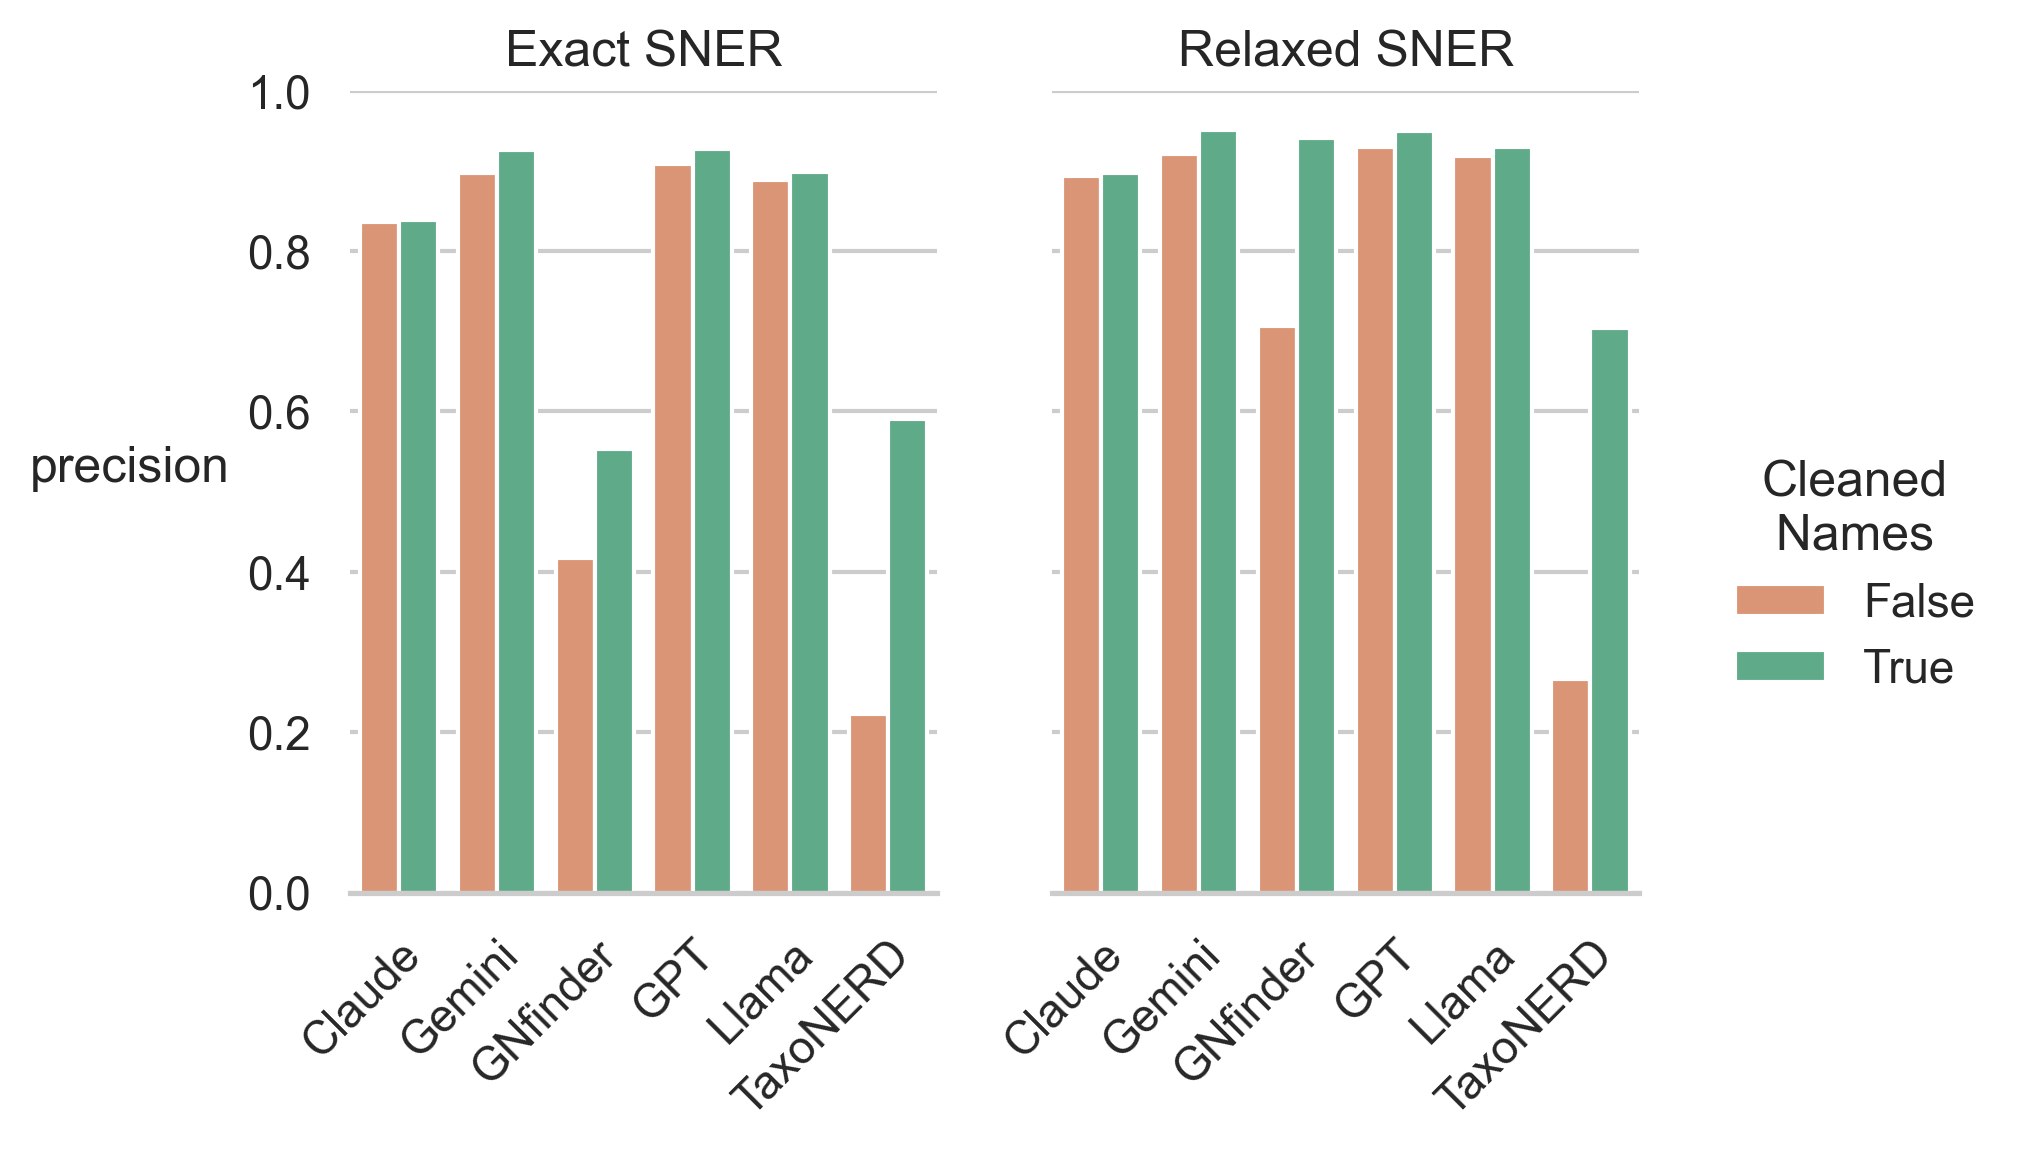 Exact SNER
Relaxed SNER
1.0
0.8
0.6
0.4
0.2
0.0
precision
Claude
Gemini
GNfinder
GPT
Llama
TaxoNERD
Claude
Gemini
GNfinder
GPT
Llama
TaxoNERD
Cleaned
Names
False
True